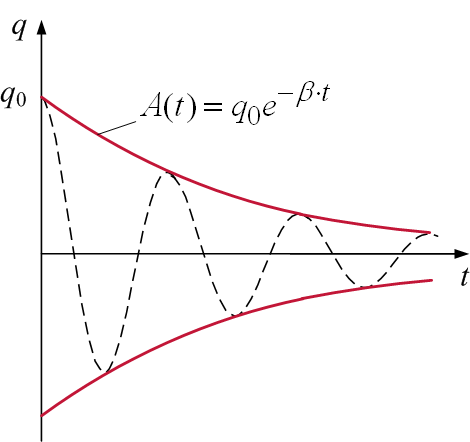 q
q₀
A(t) = q₀e^{−β·t}
t